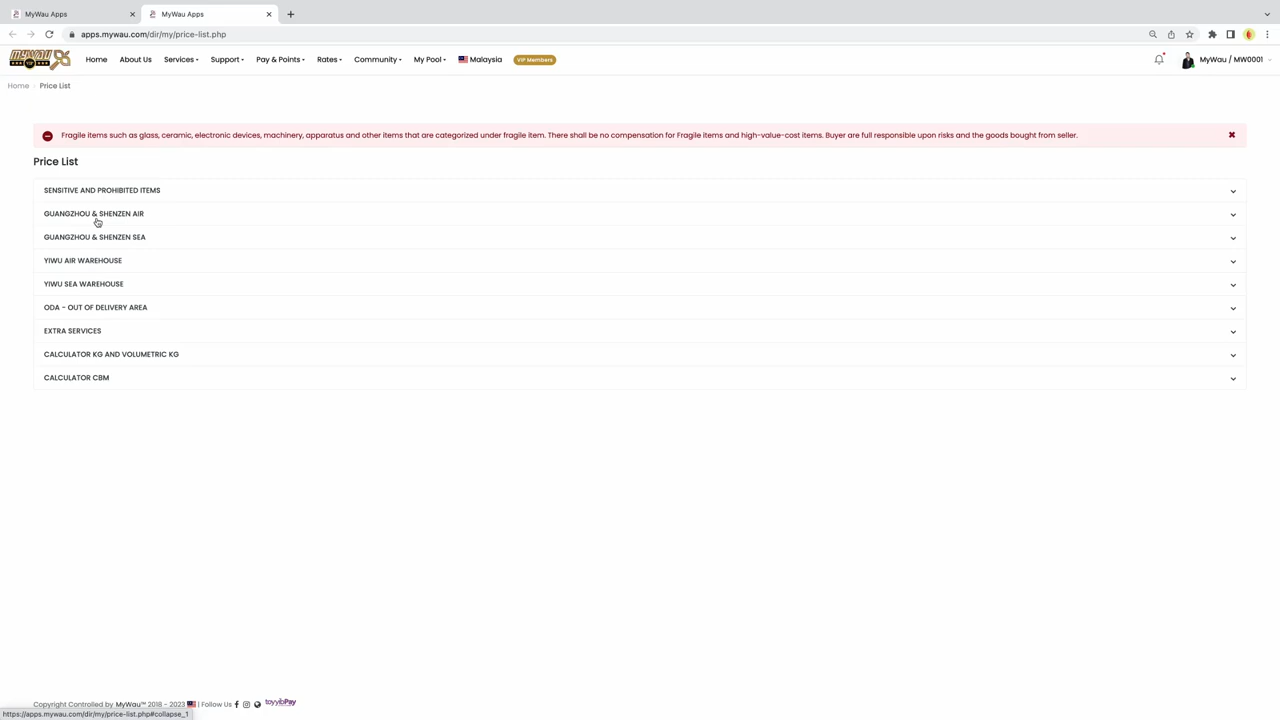 MyWau Apps
MyWau Apps
apps.mywau.com/dir/my/price-list.php
MYWAU
VIP
Home
About Us
Services
Support
Pay & Points
Rates
Community
My Pool
Malaysia
VIP Members
MyWau / MW0001
Home
Price List
Fragile items such as glass, ceramic, electronic devices, machinery, apparatus and other items that are categorized under fragile item. There shall be no compensation for Fragile items and high-value-cost items. Buyer are full responsible upon risks and the goods bought from seller.
Price List
SENSITIVE AND PROHIBITED ITEMS
GUANGZHOU & SHENZEN AIR
GUANGZHOU & SHENZEN SEA
YIWU AIR WAREHOUSE
YIWU SEA WAREHOUSE
ODA - OUT OF DELIVERY AREA
EXTRA SERVICES
CALCULATOR KG AND VOLUMETRIC KG
CALCULATOR CBM
Copyright Controlled by MyWau™ 2018 - 2023 | Follow Us
toyyibPay
https://apps.mywau.com/dir/my/price-list.php#collapse_1